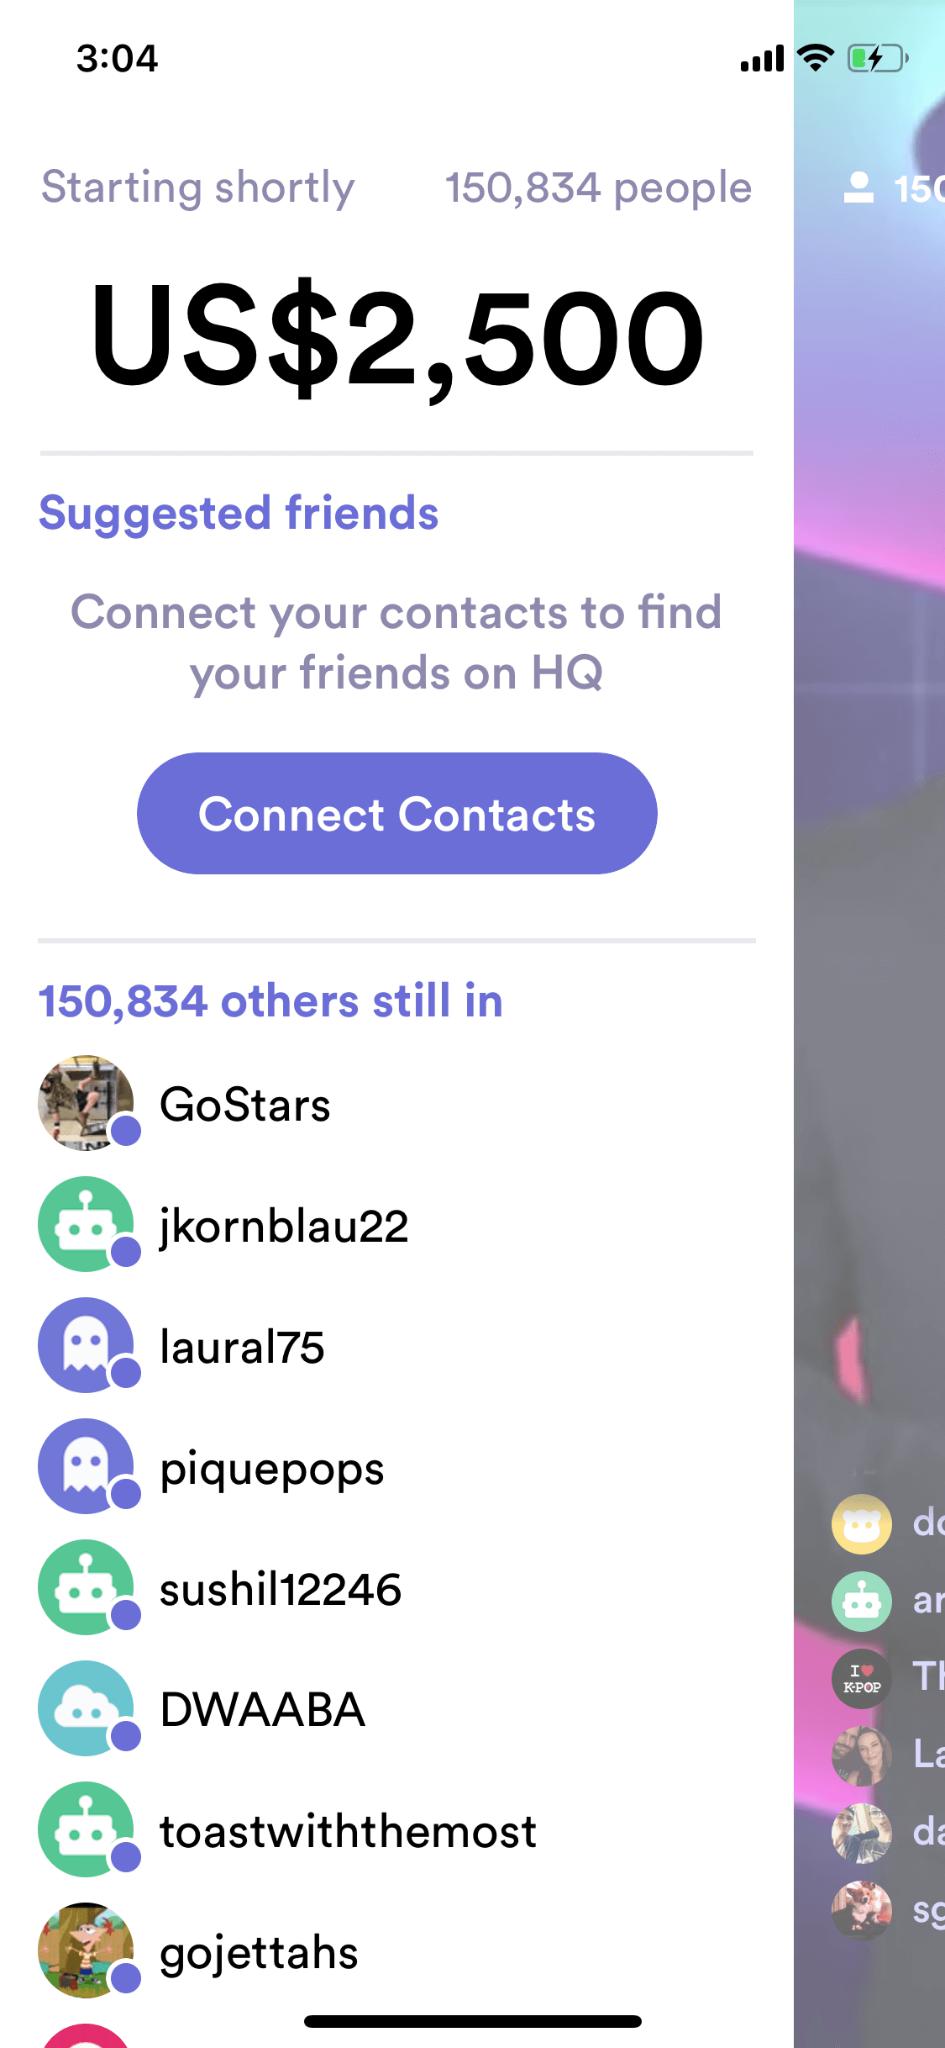 3:04
Starting shortly
150,834 people
US$2,500
Suggested friends
Connect your contacts to find
your friends on HQ
Connect Contacts
150,834 others still in
GoStars
jkornblau22
laural75
piquepops
sushil12246
DWAABA
toastwiththemost
gojettahs
150
do
ar
Th
I
K-POP
La
da
sg